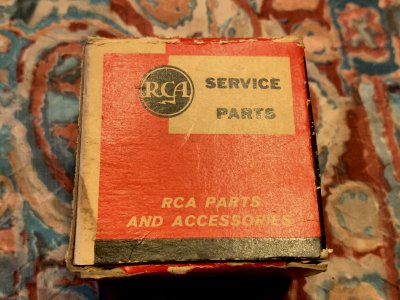 RCA
SERVICE
PARTS
RCA PARTS
AND ACCESSORIES